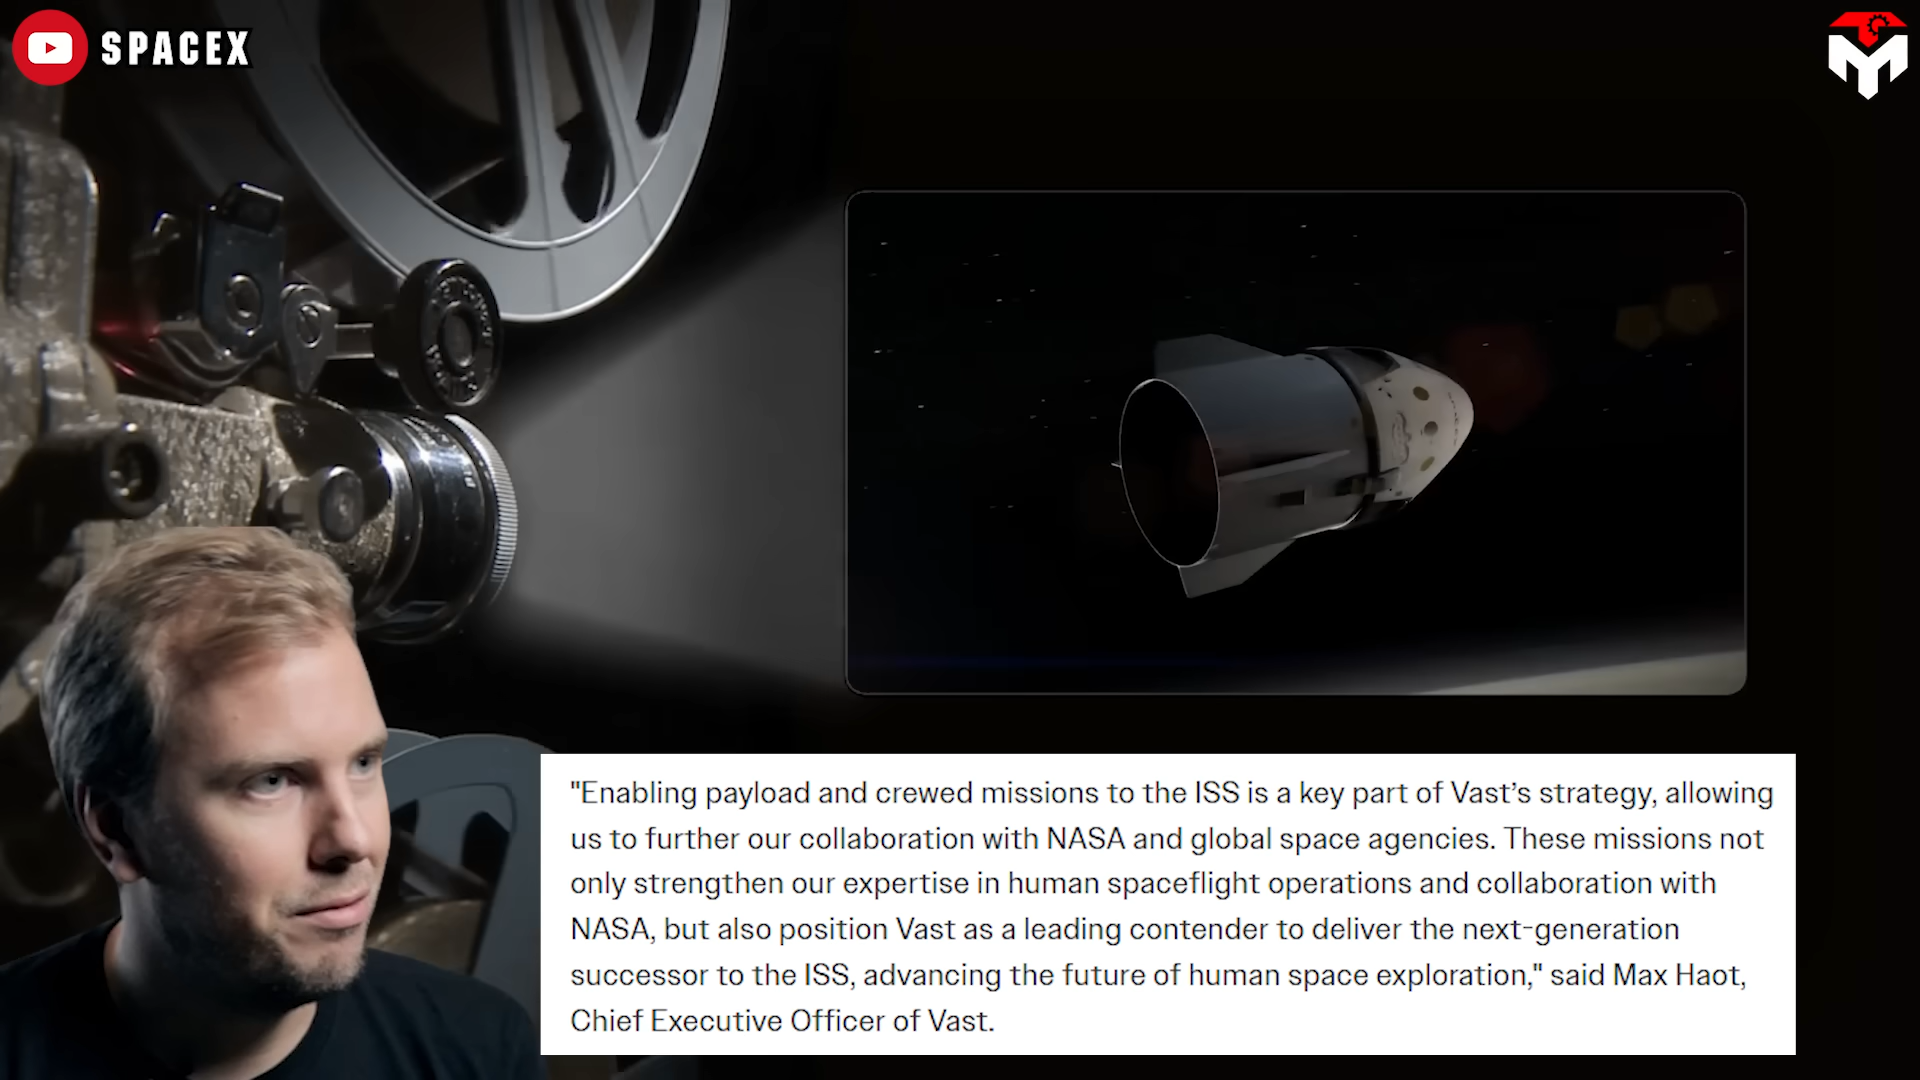 SPACEX
"Enabling payload and crewed missions to the ISS is a key part of Vast's strategy, allowing
us to further our collaboration with NASA and global space agencies. These missions not
only strengthen our expertise in human spaceflight operations and collaboration with
NASA, but also position Vast as a leading contender to deliver the next-generation
successor to the ISS, advancing the future of human space exploration," said Max Haot,
Chief Executive Officer of Vast.